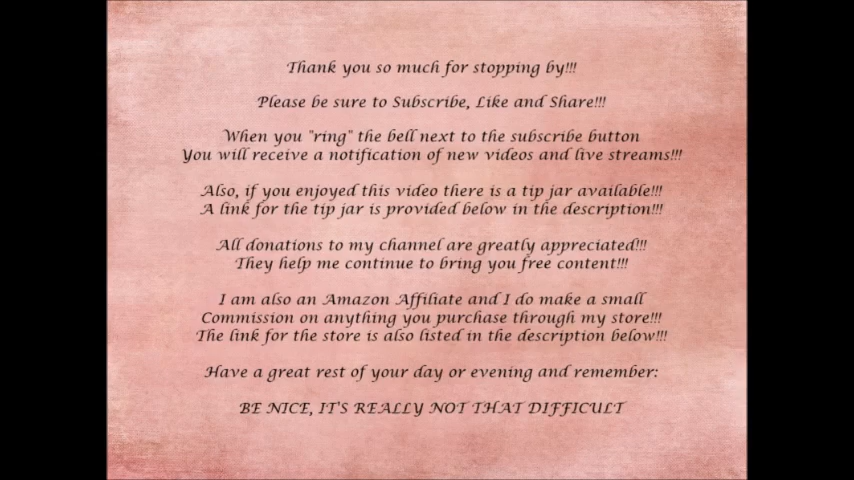 Thank you so much for stopping by!!!
Please be sure to Subscribe, Like and Share!!!
When you "ring" the bell next to the subscribe button
You will receive a notification of new videos and live streams!!!
Also, if you enjoyed this video there is a tip jar available!!!
A link for the tip jar is provided below in the description!!!
All donations to my channel are greatly appreciated!!!
They help me continue to bring you free content!!!
I am also an Amazon Affiliate and I do make a small
Commission on anything you purchase through my store!!!
The link for the store is also listed in the description below!!!
Have a great rest of your day or evening and remember:
BE NICE, IT'S REALLY NOT THAT DIFFICULT